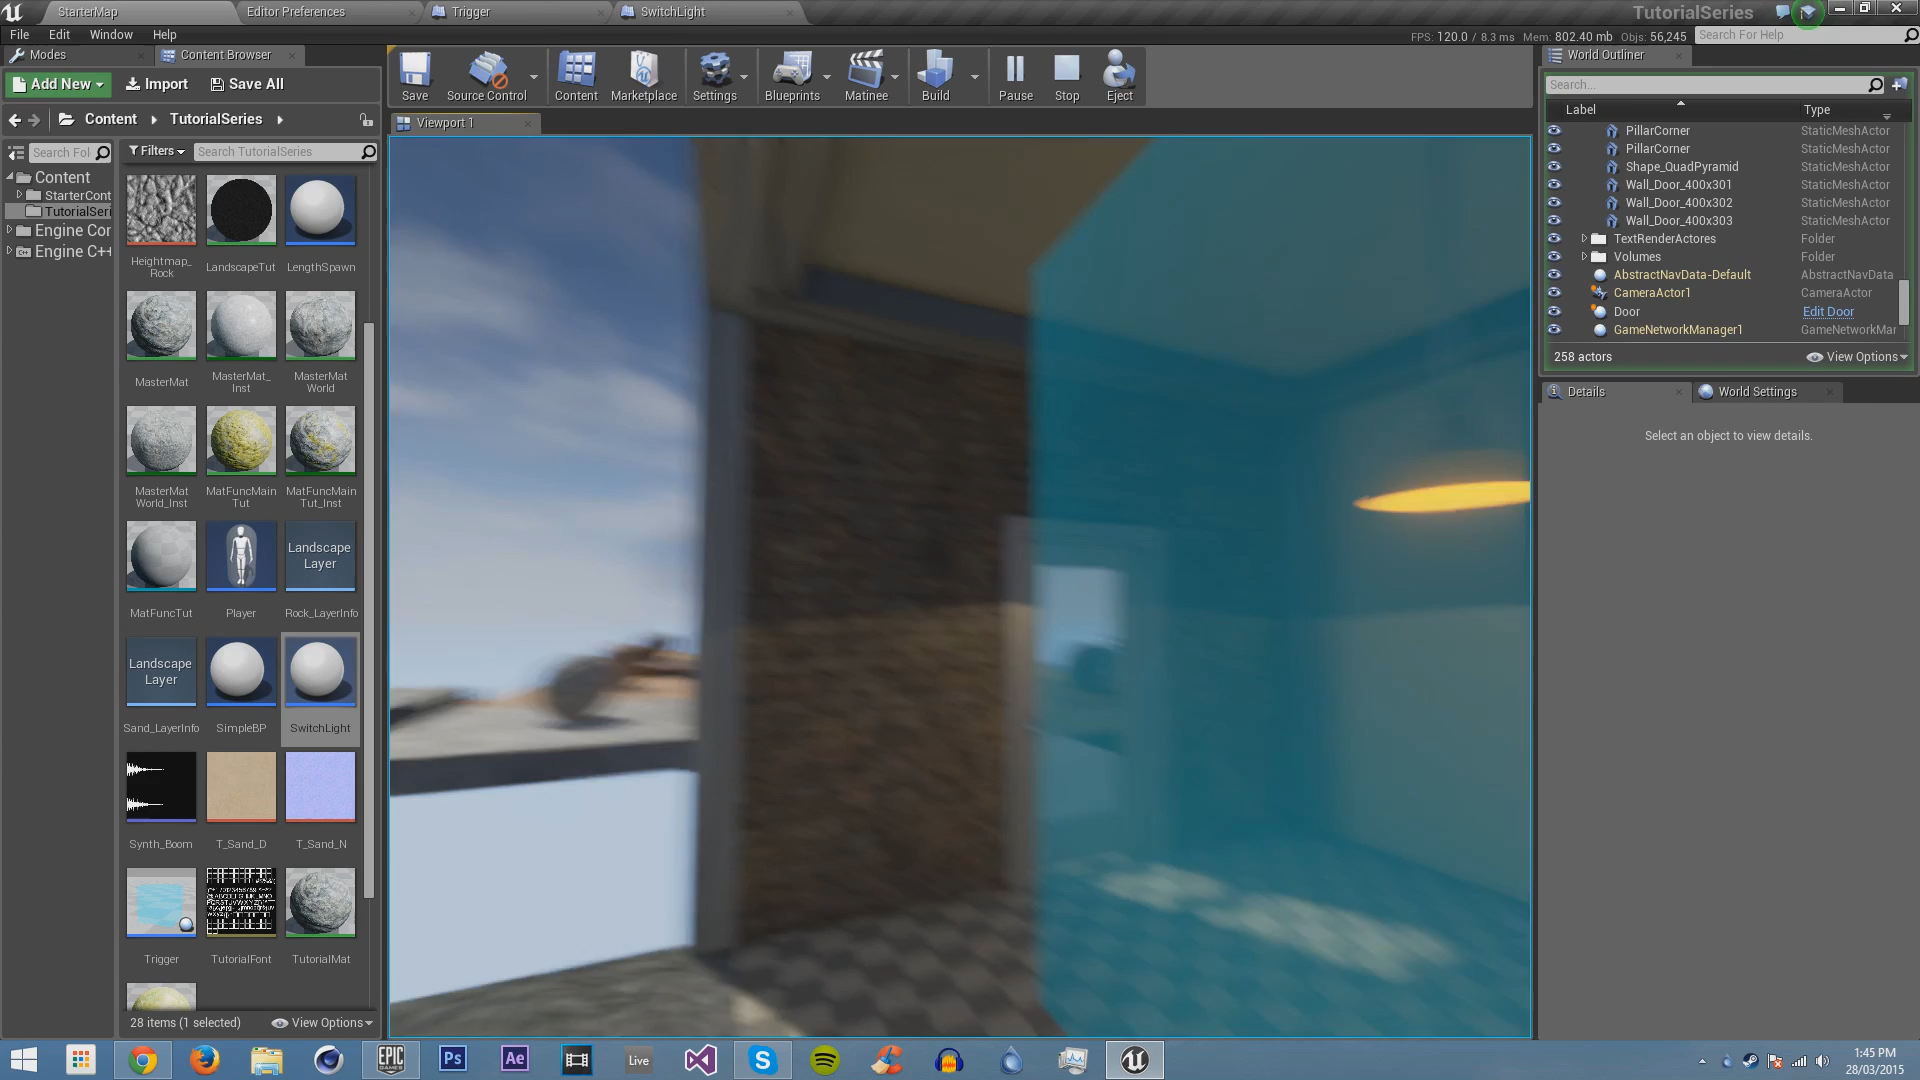 StarterMap
Editor Preferences
Trigger
SwitchLight
TutorialSeries
File
Edit
Window
Help
FPS: 120.0 / 8.3 ms
Mem: 802.40 mb
Objs: 56,245
Search For Help
Modes
Content Browser
World Outliner
Add New
Import
Save All
Save
Source Control
Content
Marketplace
Settings
Blueprints
Matinee
Build
Pause
Stop
Eject
Search...
Label
Type
Content
TutorialSeries
Viewport 1
Search Fol
Filters
Search TutorialSeries
PillarCorner
StaticMeshActor
PillarCorner
StaticMeshActor
Shape_QuadPyramid
StaticMeshActor
Wall_Door_400x301
StaticMeshActor
Wall_Door_400x302
StaticMeshActor
Wall_Door_400x303
StaticMeshActor
TextRenderActores
Folder
Volumes
Folder
AbstractNavData-Default
AbstractNavData
CameraActor1
CameraActor
Door
Edit Door
GameNetworkManager1
GameNetworkMar
258 actors
View Options
Content
StarterCont
TutorialSeri
Engine Cor
Engine C++
Details
World Settings
Select an object to view details.
Heightmap_
Rock
LandscapeTut
LengthSpawn
MasterMat
MasterMat_
Inst
MasterMat
World
MasterMat
World_Inst
MatFuncMain
Tut
MatFuncMain
Tut_Inst
Landscape
Layer
MatFuncTut
Player
Rock_LayerInfo
Landscape
Layer
Sand_LayerInfo
SimpleBP
SwitchLight
Synth_Boom
T_Sand_D
T_Sand_N
Trigger
TutorialFont
TutorialMat
28 items (1 selected)
View Options
EPIC
GAMES
Ps
Ae
Live
1:45 PM
28/03/2015